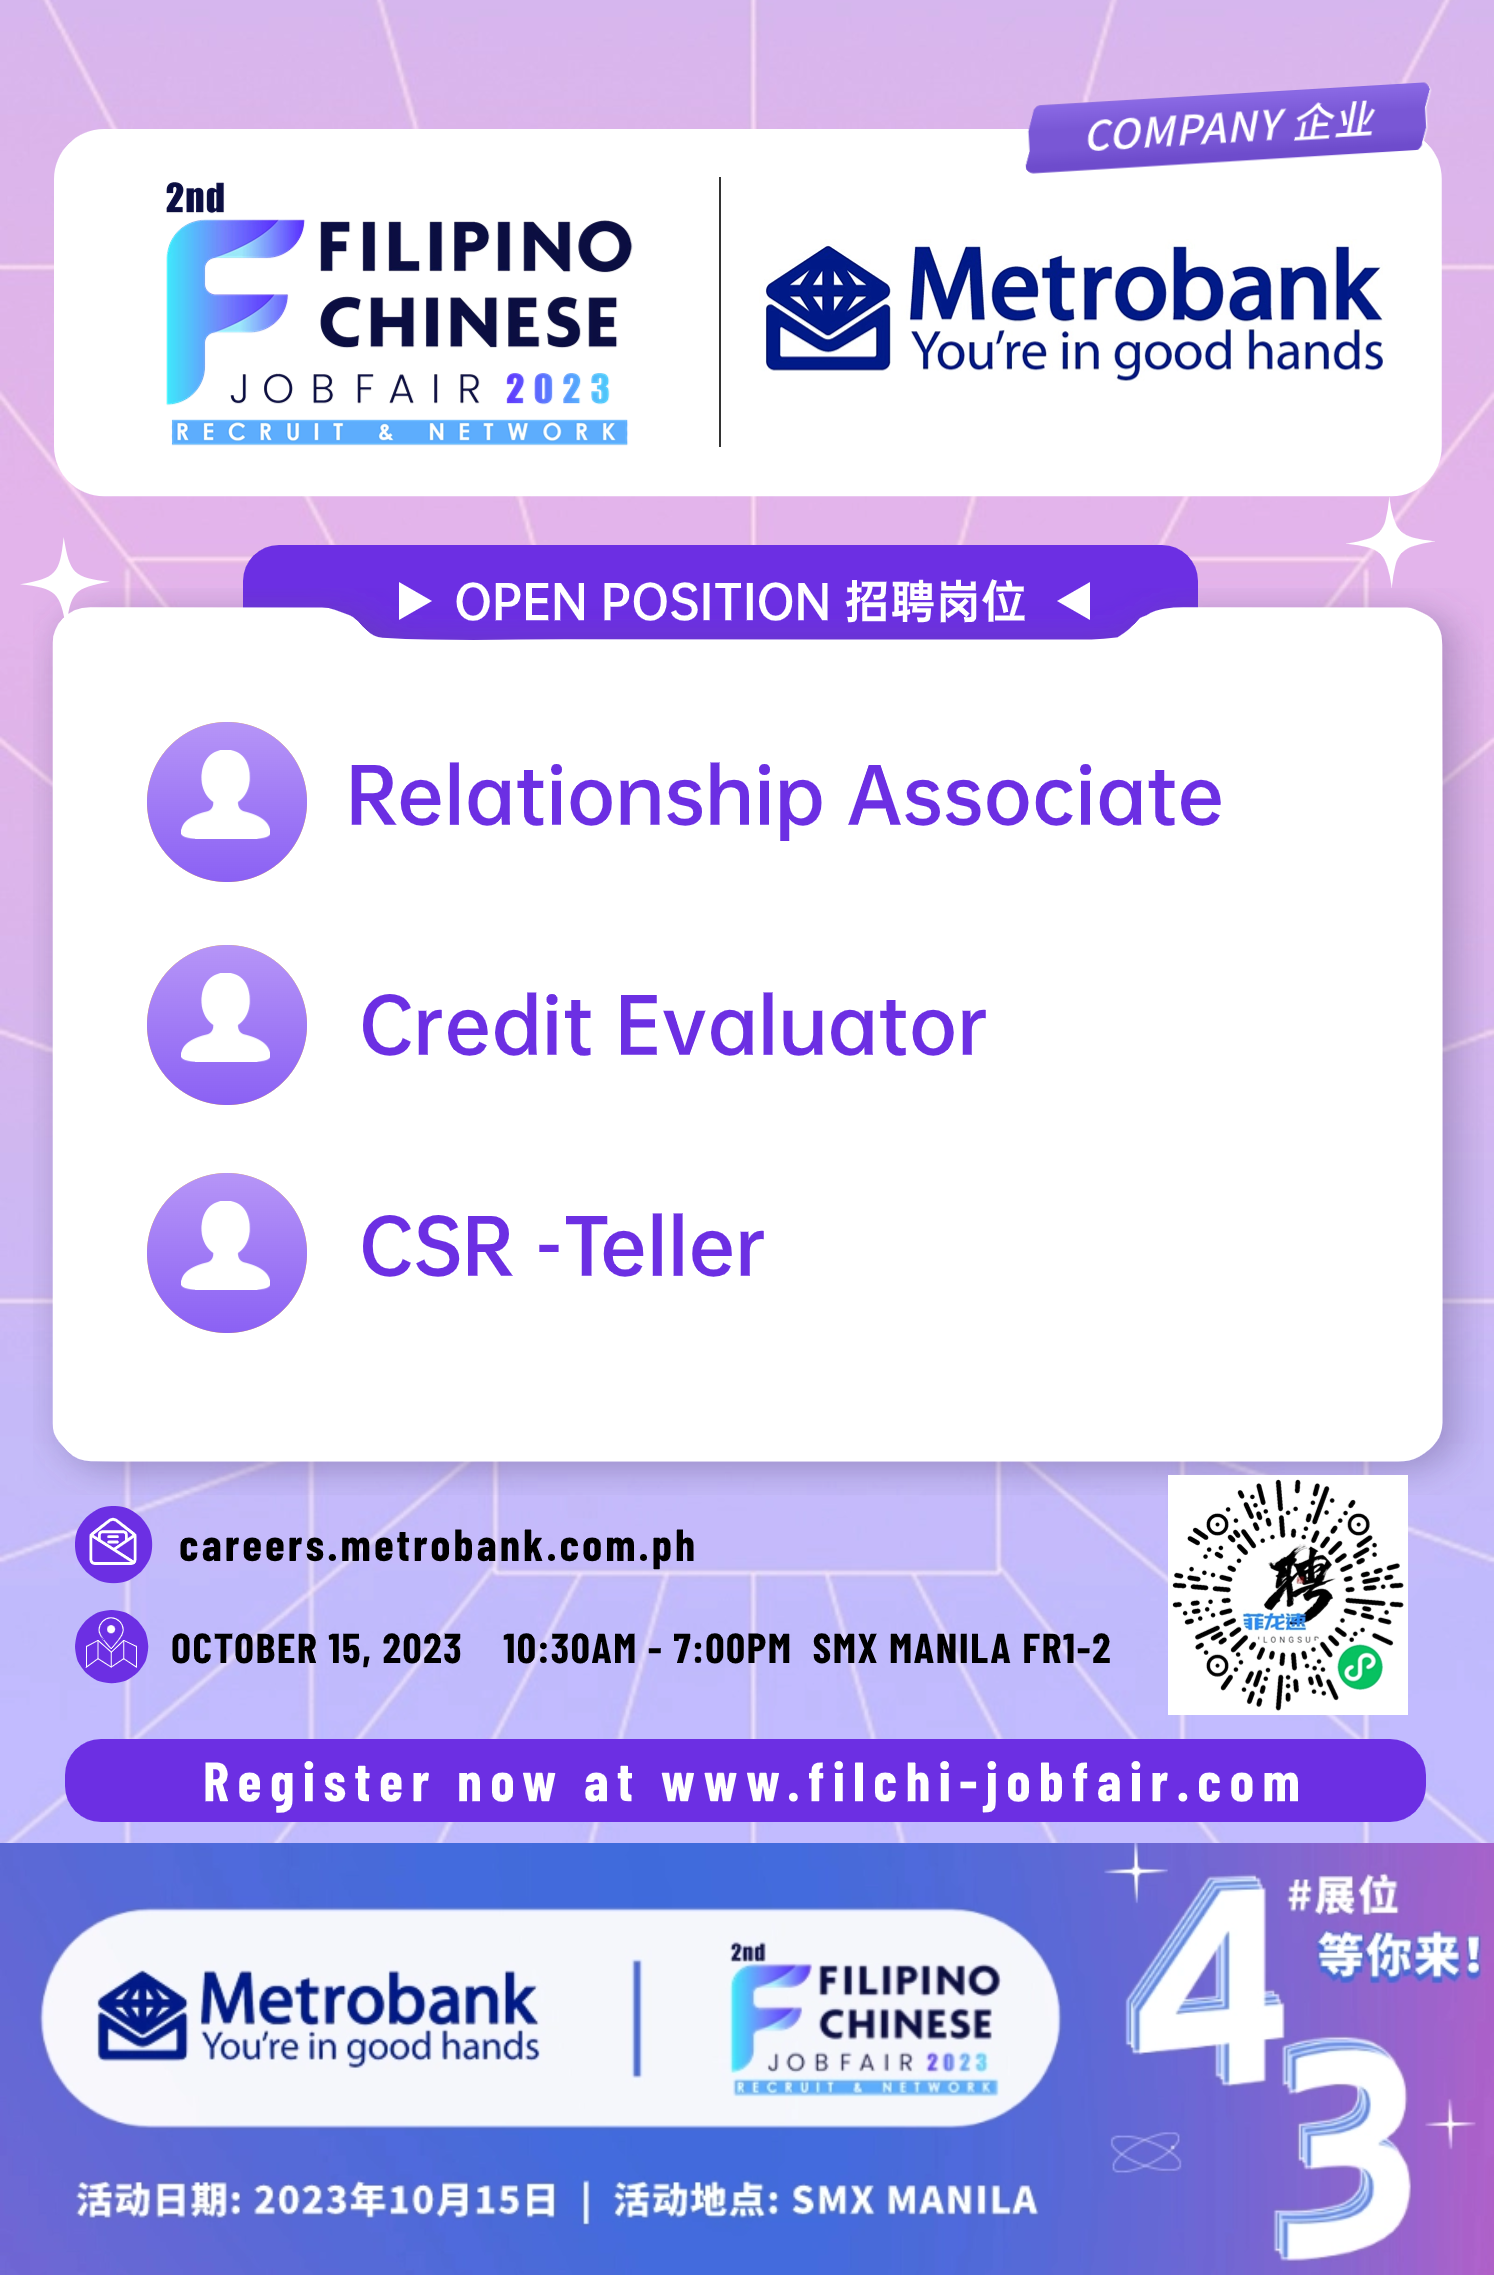 COMPANY 企业
2nd
FILIPINO
CHINESE
JOBFAIR 2023
RECRUIT & NETWORK
Metrobank
You're in good hands
OPEN POSITION 招聘岗位
Relationship Associate
Credit Evaluator
CSR -Teller
careers.metrobank.com.ph
OCTOBER 15, 2023 10:30AM - 7:00PM SMX MANILA FR1-2
聘
菲龙速
Register now at www.filchi-jobfair.com
#展位
等你来!
43
Metrobank
You're in good hands
2nd
FILIPINO
CHINESE
JOBFAIR 2023
RECRUIT & NETWORK
活动日期: 2023年10月15日 | 活动地点: SMX MANILA